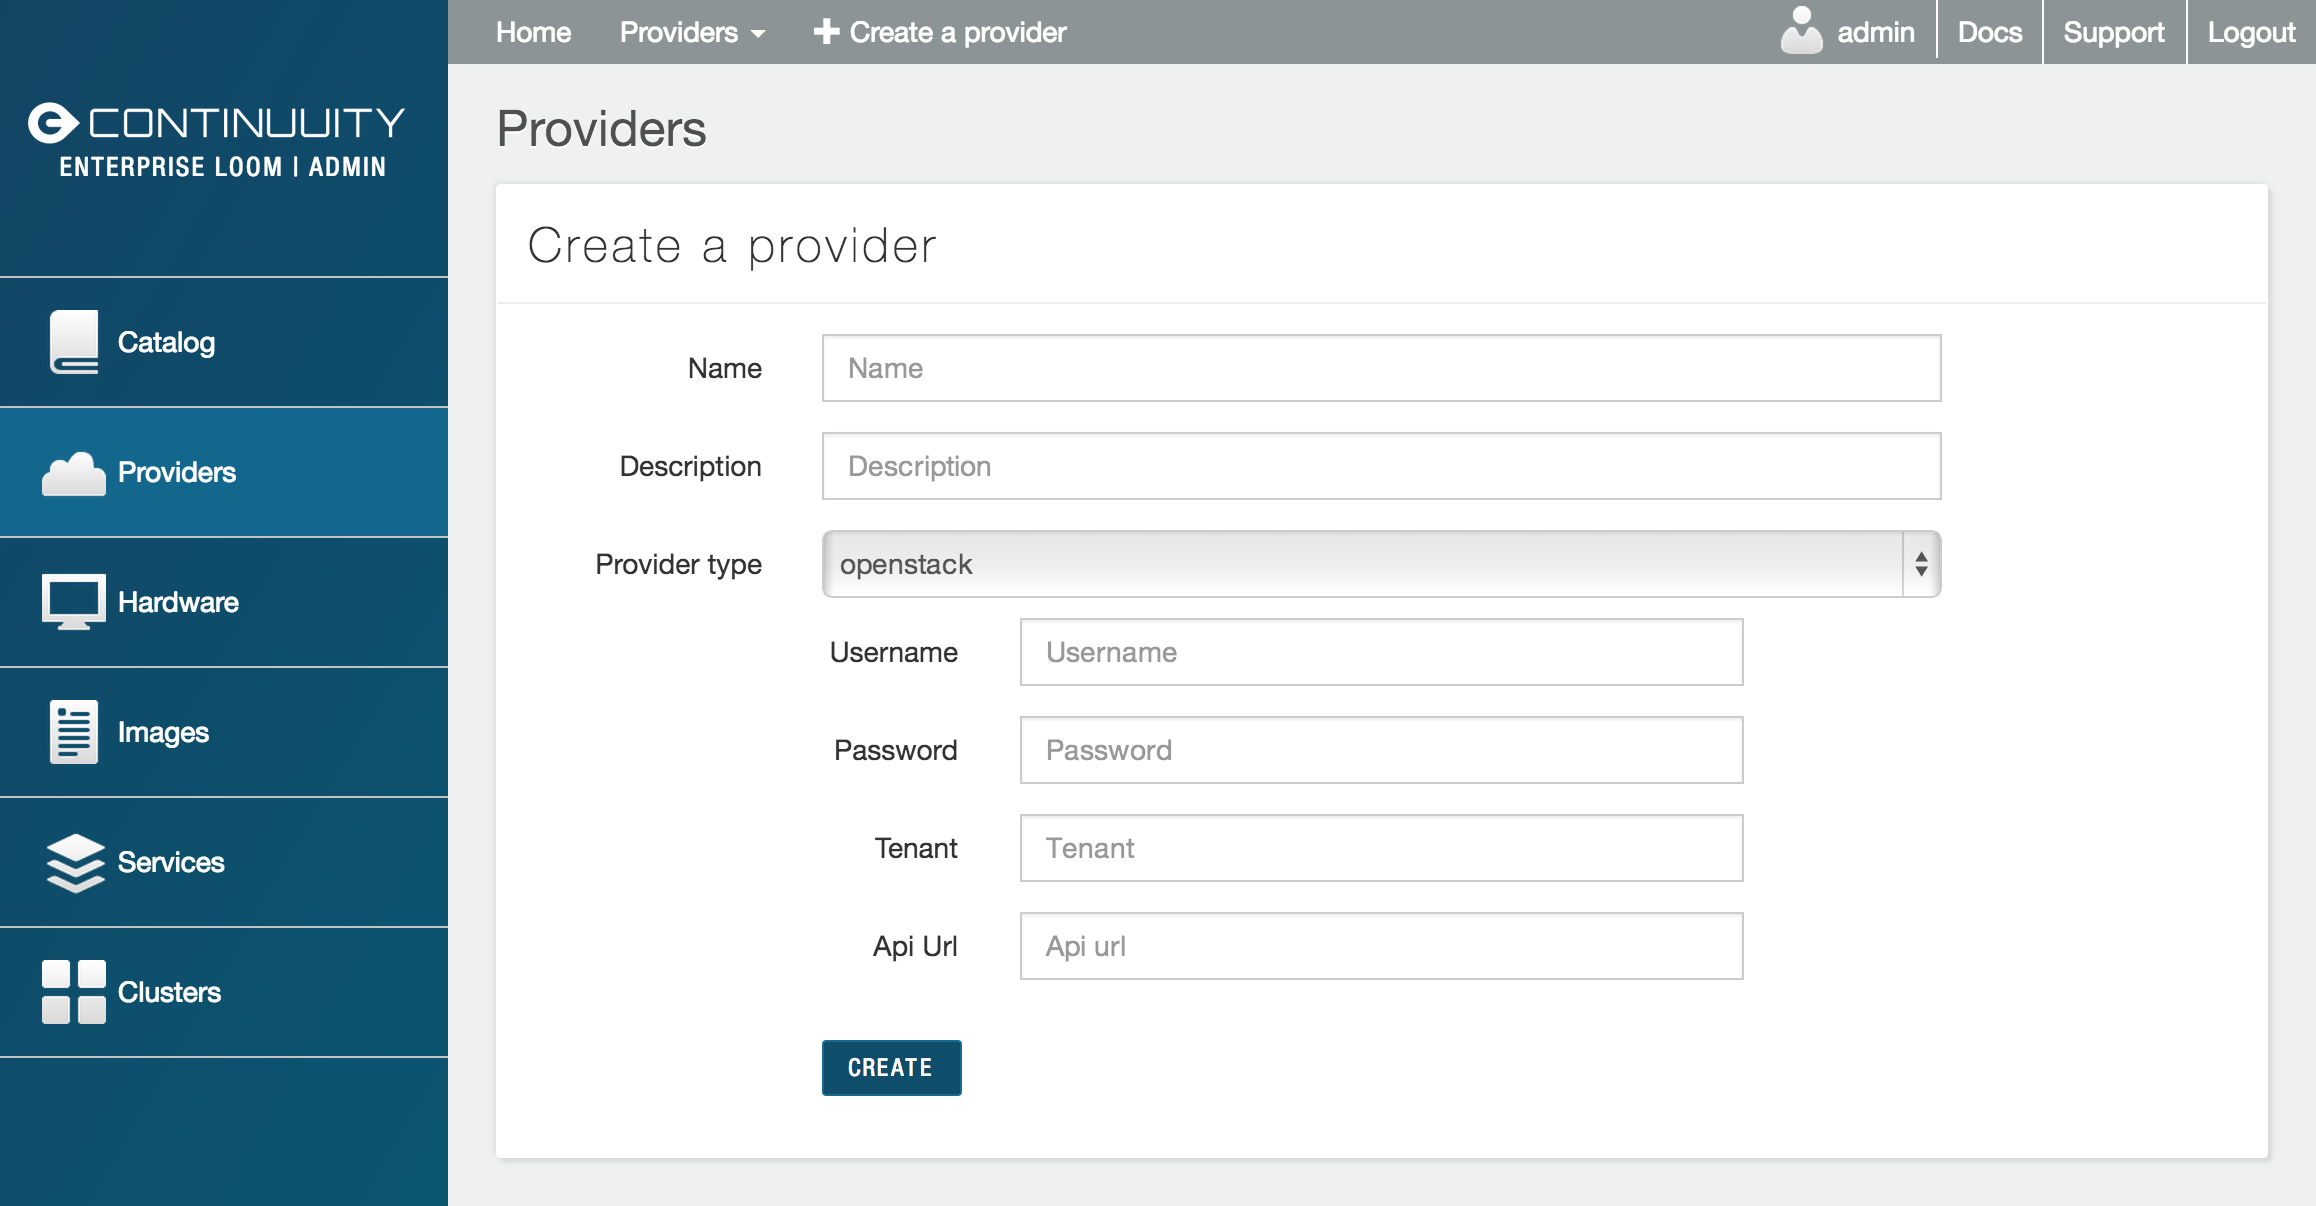 Home Providers Create a provider admin Docs Support Logout
CONTINUUITY
ENTERPRISE LOOM | ADMIN
Catalog
Providers
Hardware
Images
Services
Clusters
Providers
Create a provider
Name Name
Description Description
Provider type openstack
Username Username
Password Password
Tenant Tenant
Api Url Api url
CREATE